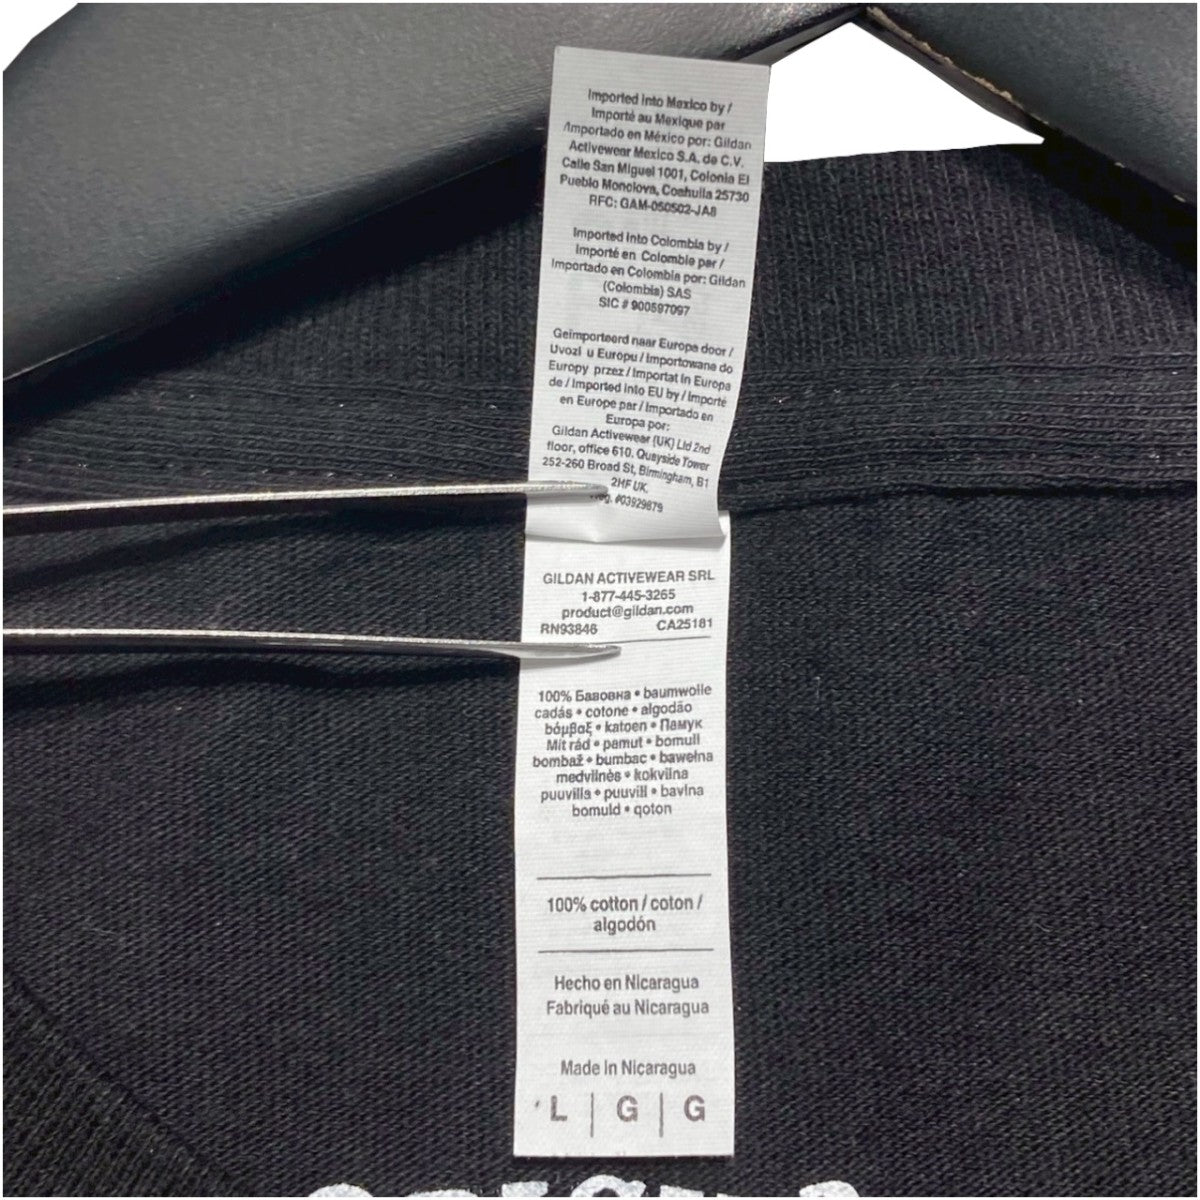 Imported into Mexico by /
Importé au Mexique par
/Importado en México por: Gildan
Activewear Mexico S.A. de C.V.
Calle San Miguel 1001, Colonia El
Pueblo Monclova, Coahuila 25730
RFC: GAM-050502-JA8
Imported into Colombia by /
Importé en Colombie par /
Importado en Colombia por: Gildan
(Colombia) SAS
SIC # 900597097
Geïmporteerd naar Europa door /
Uvozi u Europu / Importowane do
Europy przez / Importat în Europa
de / Imported into EU by / Importé
en Europe par / Importado en
Europa por:
Gildan Activewear (UK) Ltd 2nd
floor, office 610. Quayside Tower
252-260 Broad St, Birmingham, B1
2HF UK.
#03929679
GILDAN ACTIVEWEAR SRL
1-877-445-3265
product@gildan.com
RN93846 CA25181
100% Бавовна • baumwolle
cadás • cotone • algodão
βόμβαξ • katoen • Памук
Mít rád • pamut • bomull
bombaž • bumbac • bawełna
medvilnės • kokvilna
puuvilla • puuvill • bavlna
bomuld • qoton
100% cotton / coton /
algodón
Hecho en Nicaragua
Fabriqué au Nicaragua
Made in Nicaragua
L | G | G